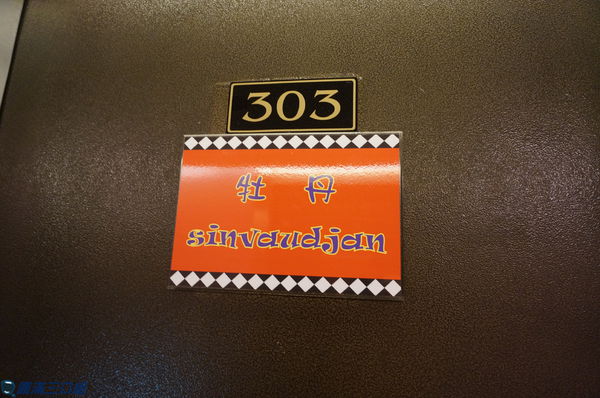 303
牡 丹
sinvaudjan